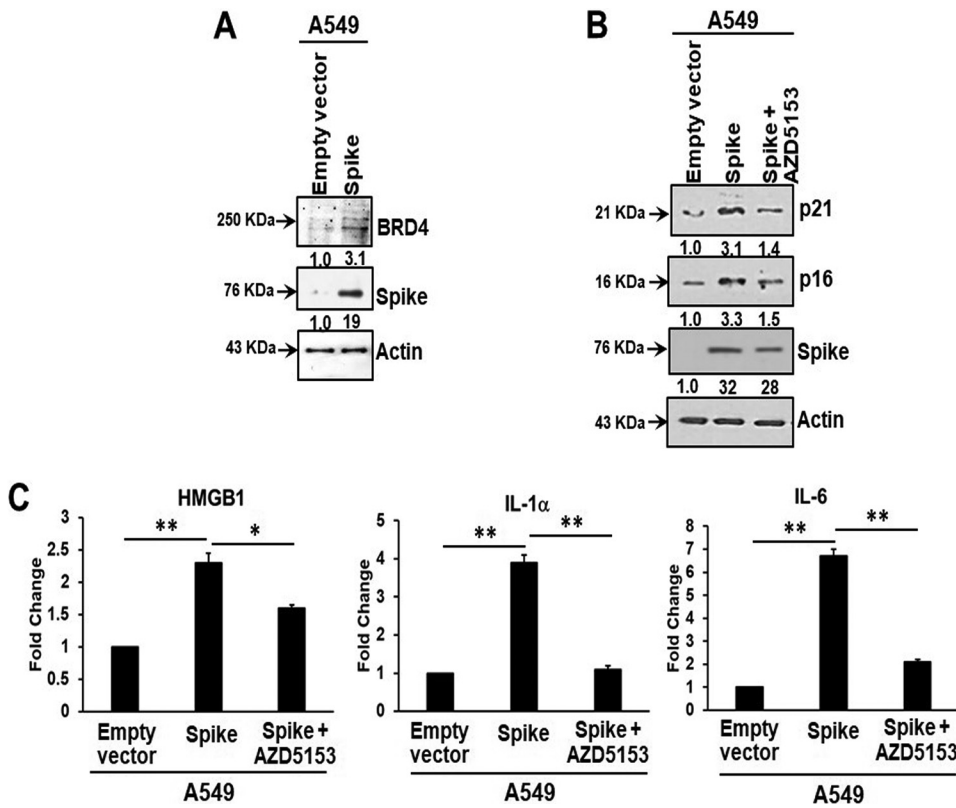 A
A549
Empty vector
Spike
250 KDa
BRD4
1.0 3.1
76 KDa
Spike
1.0 19
43 KDa
Actin
B
A549
Empty vector
Spike
Spike +
AZD5153
21 KDa
p21
1.0 3.1 1.4
16 KDa
p16
1.0 3.3 1.5
76 KDa
Spike
1.0 32 28
43 KDa
Actin
C
HMGB1
Fold Change
3
2.5
2
1.5
1
0.5
0
**
*
Empty
vector
Spike
Spike +
AZD5153
A549
IL-1α
Fold Change
5
4
3
2
1
0
**
**
Empty
vector
Spike
Spike +
AZD5153
A549
IL-6
Fold Change
8
7
6
5
4
3
2
1
0
**
**
Empty
vector
Spike
Spike +
AZD5153
A549